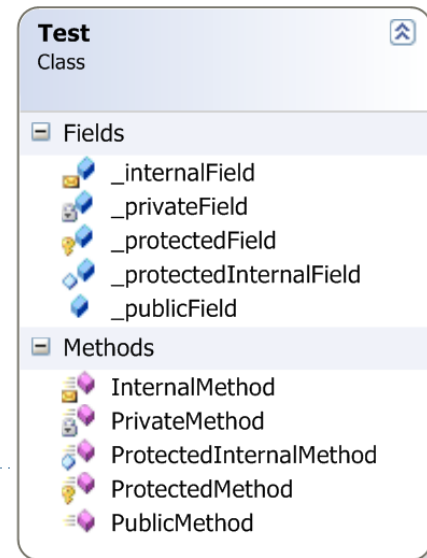 Test
Class
Fields
_internalField
_privateField
_protectedField
_protectedInternalField
_publicField
Methods
InternalMethod
PrivateMethod
ProtectedInternalMethod
ProtectedMethod
PublicMethod